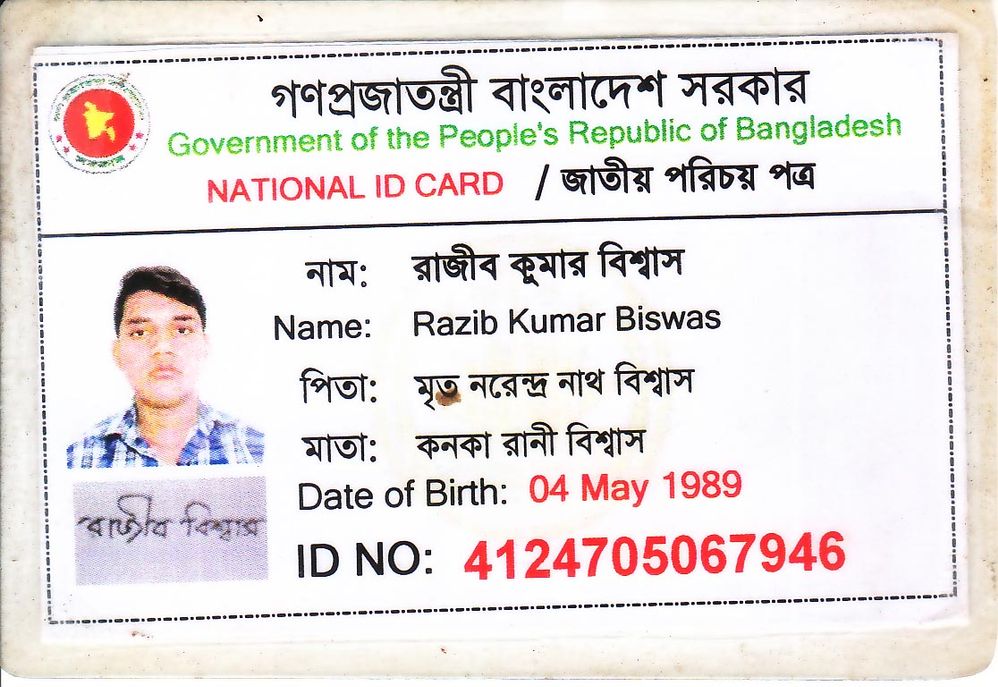 গণপ্রজাতন্ত্রী বাংলাদেশ সরকার
Government of the People's Republic of Bangladesh
NATIONAL ID CARD / জাতীয় পরিচয় পত্র
নাম: রাজীব কুমার বিশ্বাস
Name: Razib Kumar Biswas
পিতা: মৃত নরেন্দ্র নাথ বিশ্বাস
মাতা: কনকা রানী বিশ্বাস
Date of Birth: 04 May 1989
রাজীব বিশ্বাস
ID NO: 4124705067946